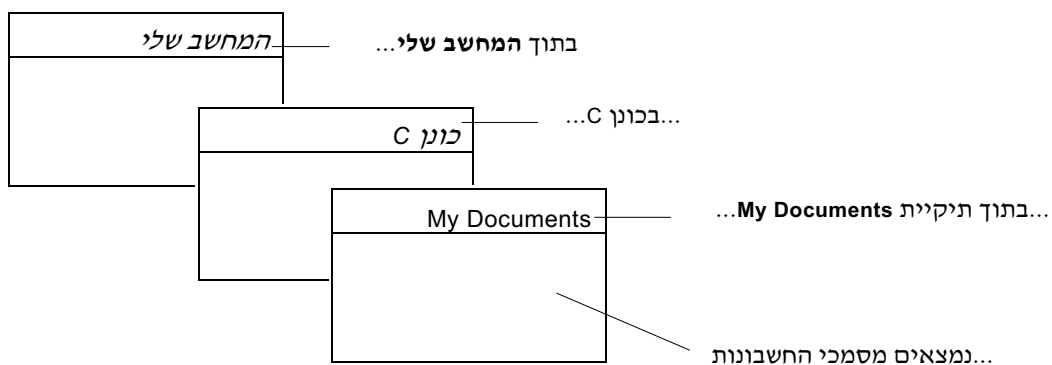 המחשב שלי
בתוך המחשב שלי...
כונן C
...בכונן C...
My Documents
...בתוך תיקיית My Documents...
...נמצאים מסמכי החשבונות